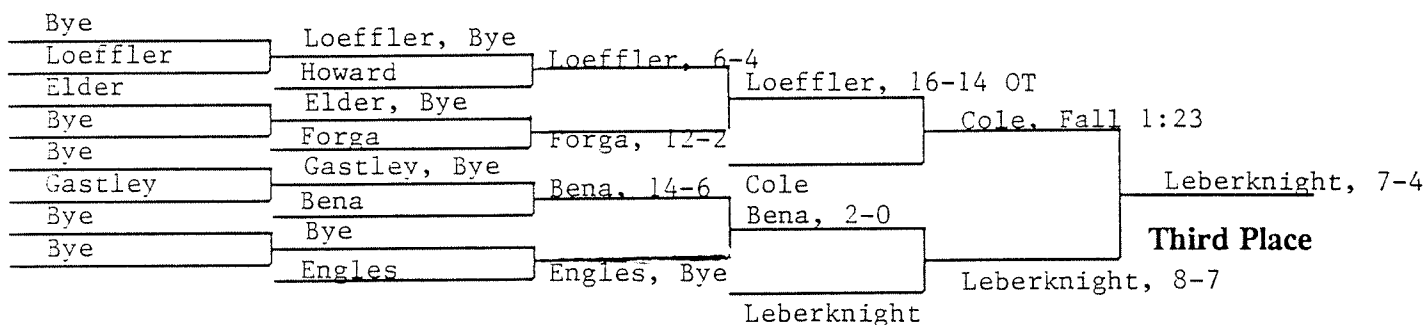 Bye
Loeffler
Elder
Bye
Bye
Gastley
Bye
Bye
Loeffler, Bye
Howard
Elder, Bye
Forga
Gastley, Bye
Bena
Bye
Engles
Loeffler, 6-4
Forga, 12-2
Bena, 14-6
Engles, Bye
Loeffler, 16-14 OT
Cole
Bena, 2-0
Leberknight
Cole, Fall 1:23
Leberknight, 8-7
Leberknight, 7-4
Third Place